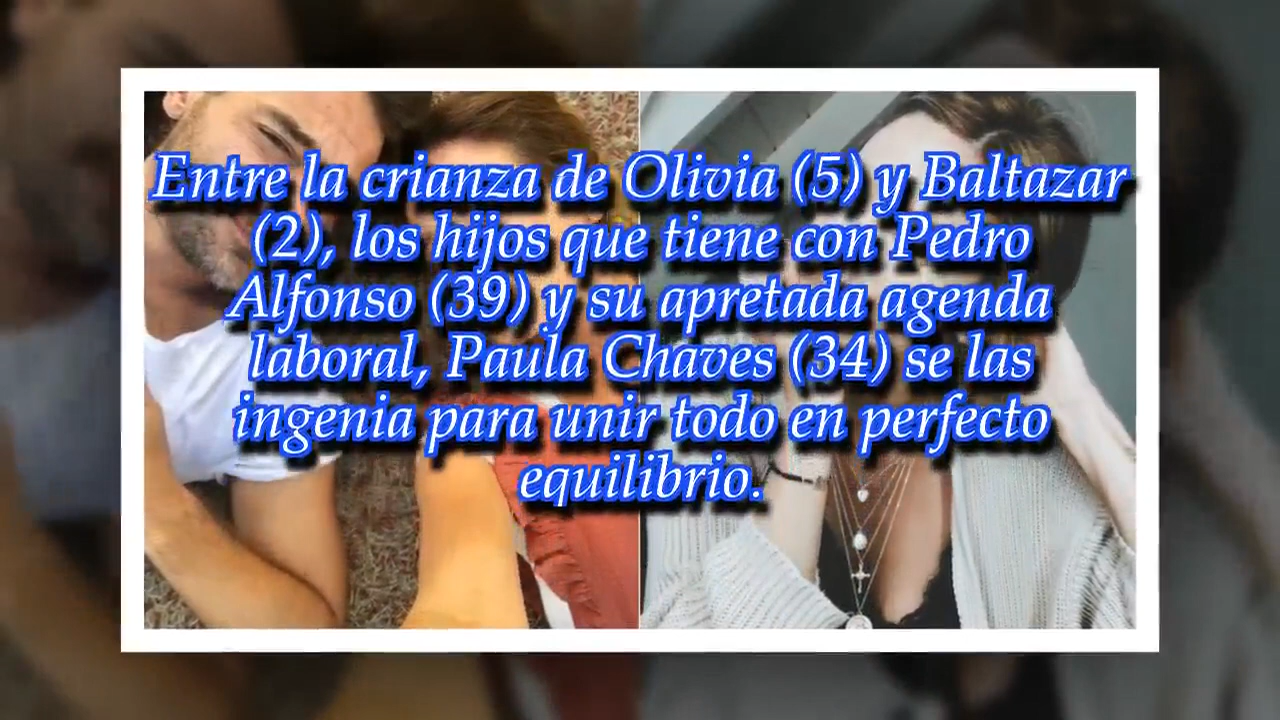 Entre la crianza de Olivia (5) y Baltazar
(2), los hijos que tiene con Pedro
Alfonso (39) y su apretada agenda
laboral, Paula Chaves (34) se las
ingenia para unir todo en perfecto
equilibrio.